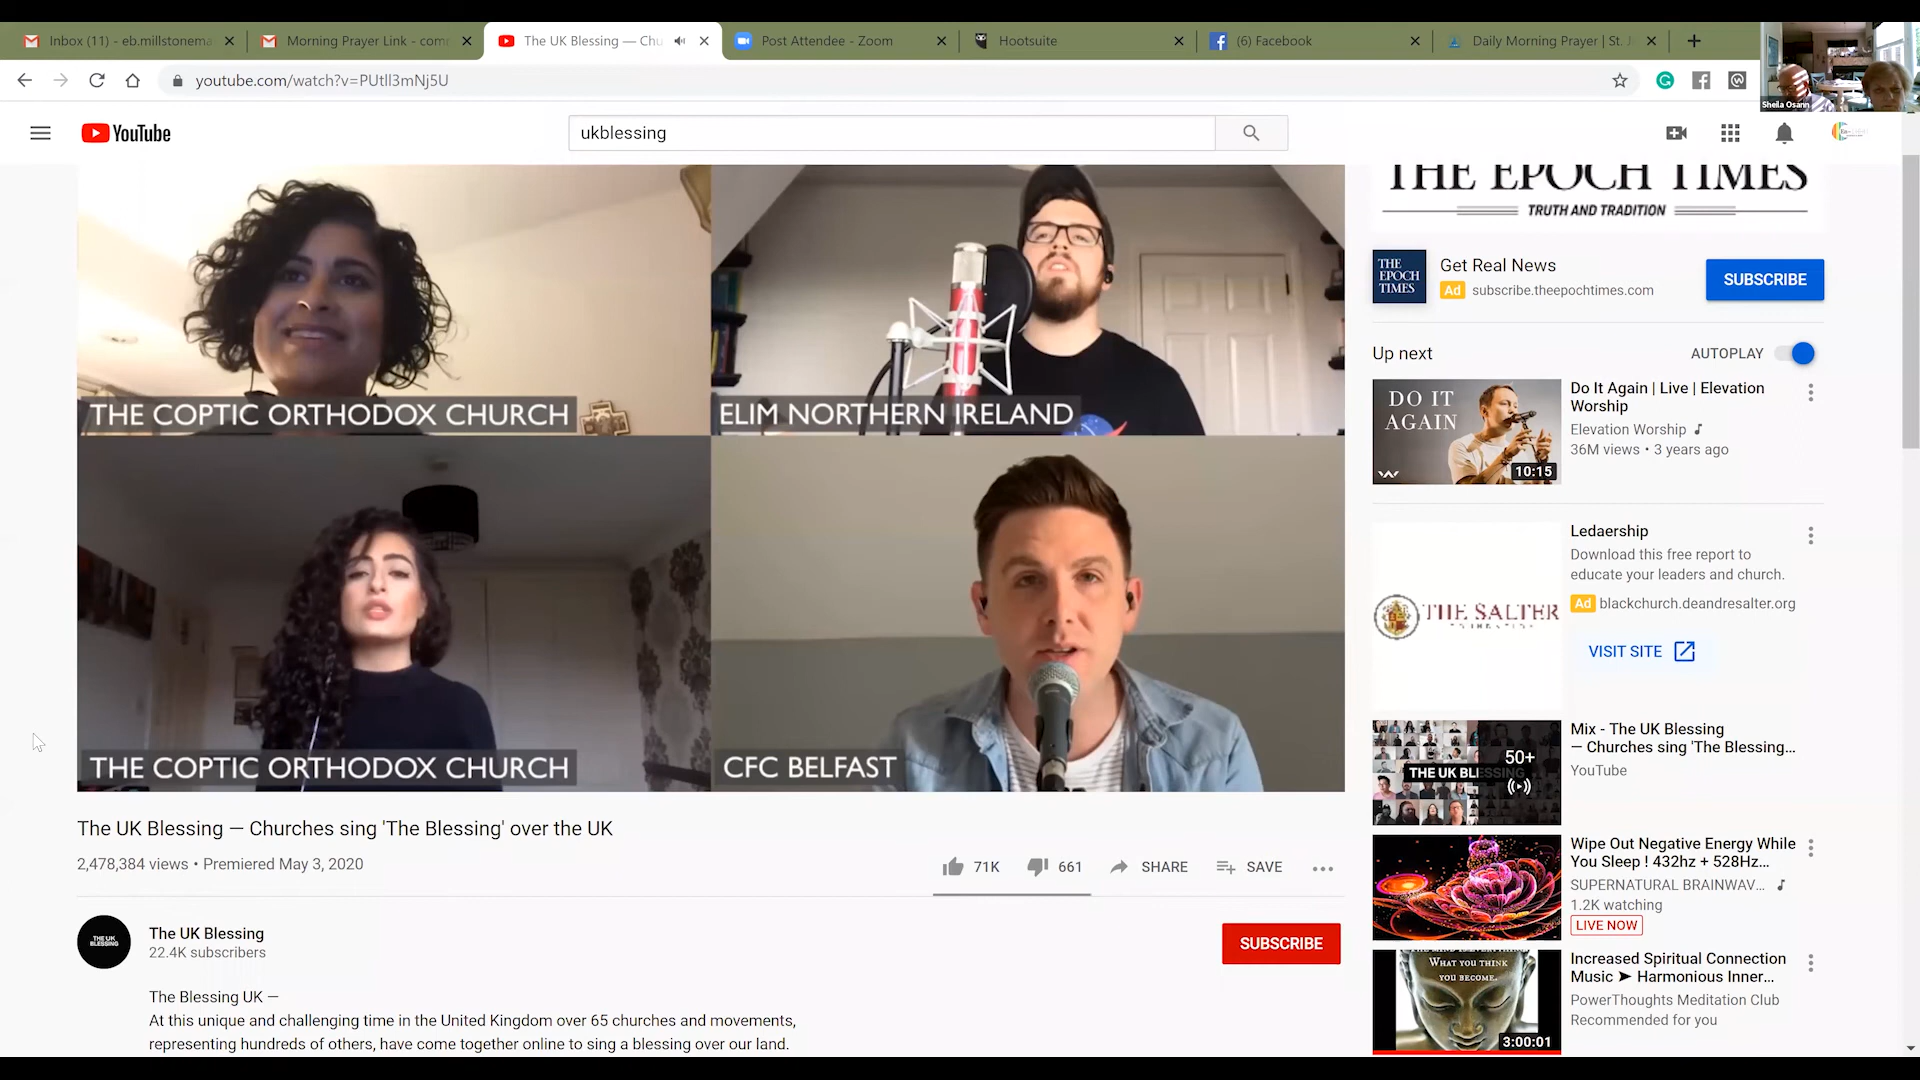 Inbox (11) - eb.millstonema
Morning Prayer Link - com
The UK Blessing — Chu
Post Attendee - Zoom
Hootsuite
(6) Facebook
Daily Morning Prayer | St. J
youtube.com/watch?v=PUtll3mNj5U
Sheila Osann
YouTube
ukblessing
THE COPTIC ORTHODOX CHURCH
ELIM NORTHERN IRELAND
THE COPTIC ORTHODOX CHURCH
CFC BELFAST
The UK Blessing — Churches sing 'The Blessing' over the UK
2,478,384 views • Premiered May 3, 2020
71K
661
SHARE
SAVE
THE UK
BLESSING
The UK Blessing
22.4K subscribers
SUBSCRIBE
The Blessing UK —
At this unique and challenging time in the United Kingdom over 65 churches and movements,
representing hundreds of others, have come together online to sing a blessing over our land.
THE EPOCH TIMES
TRUTH AND TRADITION
THE
EPOCH
TIMES
Get Real News
Ad subscribe.theepochtimes.com
SUBSCRIBE
Up next
AUTOPLAY
DO IT
AGAIN
10:15
Do It Again | Live | Elevation
Worship
Elevation Worship
36M views • 3 years ago
THE SALTER
Ledaership
Download this free report to
educate your leaders and church.
Ad blackchurch.deandresalter.org
VISIT SITE
THE UK BLESSING
50+
Mix - The UK Blessing
— Churches sing 'The Blessing...
YouTube
Wipe Out Negative Energy While
You Sleep ! 432hz + 528Hz...
SUPERNATURAL BRAINWAV...
1.2K watching
LIVE NOW
WHAT YOU THINK
YOU BECOME.
3:00:01
Increased Spiritual Connection
Music ➤ Harmonious Inner...
PowerThoughts Meditation Club
Recommended for you